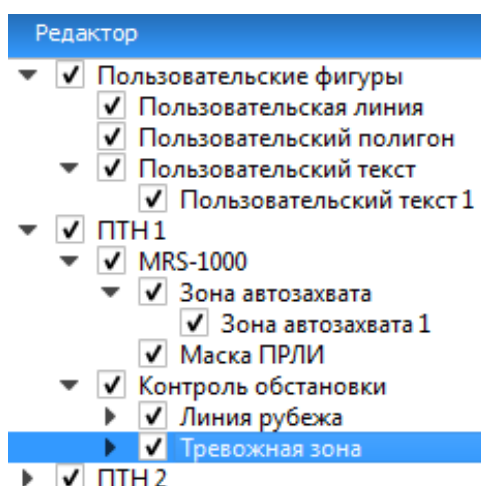 Редактор
Пользовательские фигуры
Пользовательская линия
Пользовательский полигон
Пользовательский текст
Пользовательский текст 1
ПТН 1
MRS-1000
Зона автозахвата
Зона автозахвата 1
Маска ПРЛИ
Контроль обстановки
Линия рубежа
Тревожная зона
ПТН 2